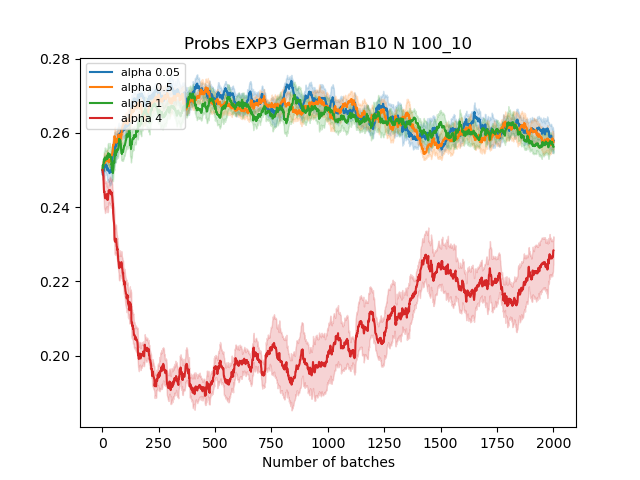 Probs EXP3 German B10 N 100_10
0.28
0.26
0.24
0.22
0.20
alpha 0.05
alpha 0.5
alpha 1
alpha 4
0 250 500 750 1000 1250 1500 1750 2000
Number of batches